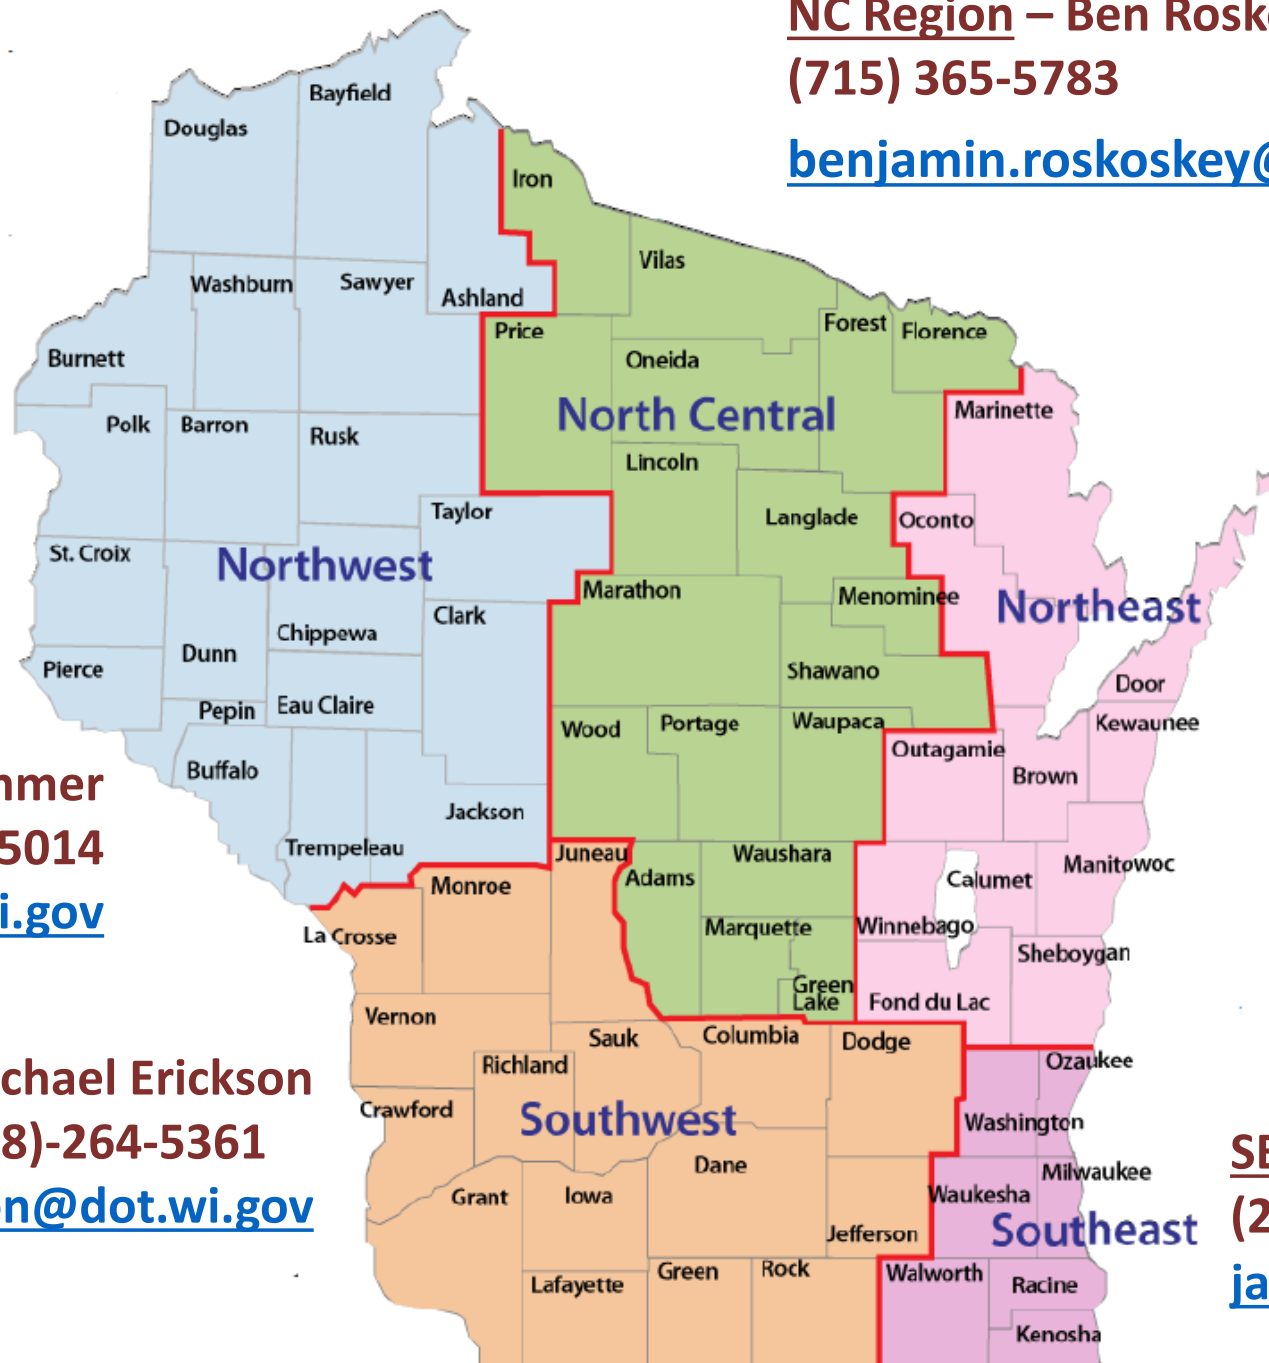 NC Region – Ben Rosk
(715) 365-5783
benjamin.roskoskey@
Bayfield
Douglas
Iron
Vilas
Washburn
Sawyer
Ashland
Price
Forest
Florence
Burnett
Oneida
North Central
Marinette
Polk
Barron
Rusk
Lincoln
Taylor
Langlade
Oconto
St. Croix
Northwest
Marathon
Menominee
Northeast
Clark
Chippewa
Dunn
Pierce
Shawano
Door
Pepin
Eau Claire
Wood
Portage
Waupaca
Kewaunee
Outagamie
Brown
Buffalo
nmer
5014
i.gov
Jackson
Trempeleau
Juneau
Waushara
Manitowoc
Adams
Calumet
Monroe
Marquette
Winnebago
La Crosse
Sheboygan
Green
Lake
Fond du Lac
Vernon
Sauk
Columbia
Dodge
Ozaukee
Richland
chael Erickson
8)-264-5361
on@dot.wi.gov
Crawford
Southwest
Washington
Dane
Milwaukee
Grant
Iowa
Waukesha
Southeast
Jefferson
SE
(2
ja
Lafayette
Green
Rock
Walworth
Racine
Kenosha